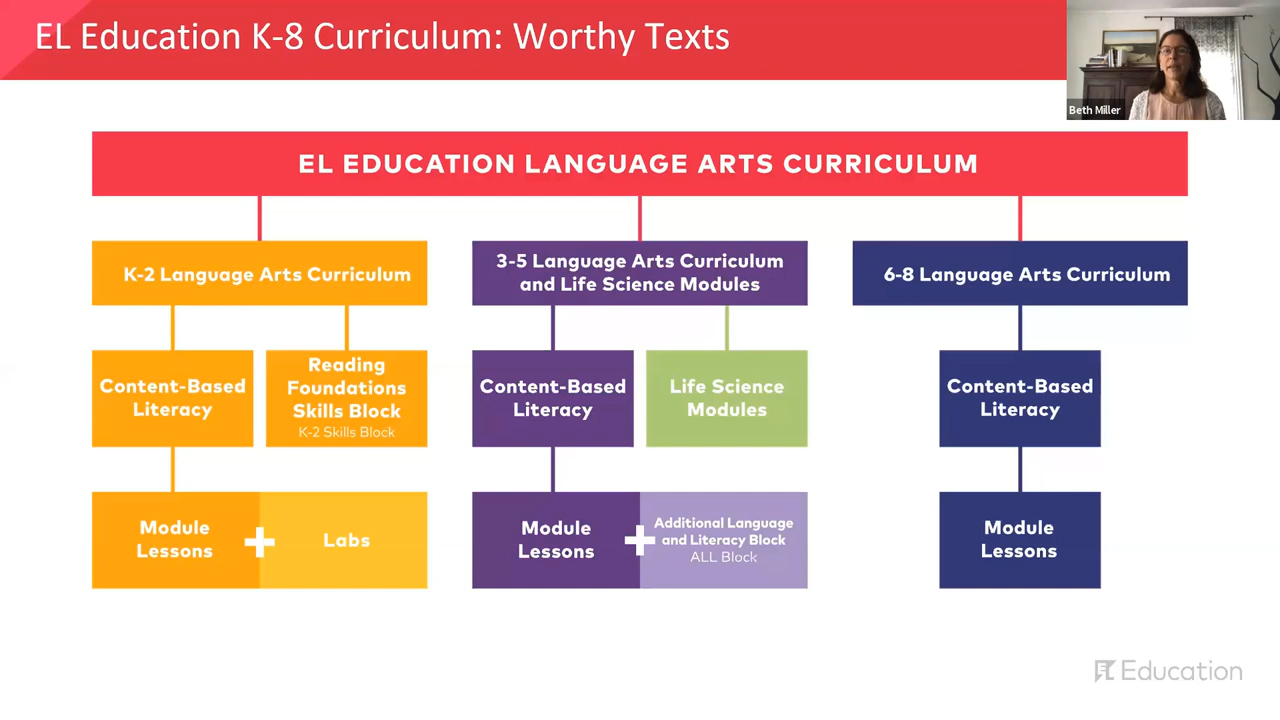 EL Education K-8 Curriculum: Worthy Texts
Beth Miller
EL EDUCATION LANGUAGE ARTS CURRICULUM
K-2 Language Arts Curriculum
3-5 Language Arts Curriculum
and Life Science Modules
6-8 Language Arts Curriculum
Content-Based
Literacy
Reading
Foundations
Skills Block
K-2 Skills Block
Content-Based
Literacy
Life Science
Modules
Content-Based
Literacy
Module
Lessons
+
Labs
Module
Lessons
+
Additional Language
and Literacy Block
ALL Block
Module
Lessons
EL Education